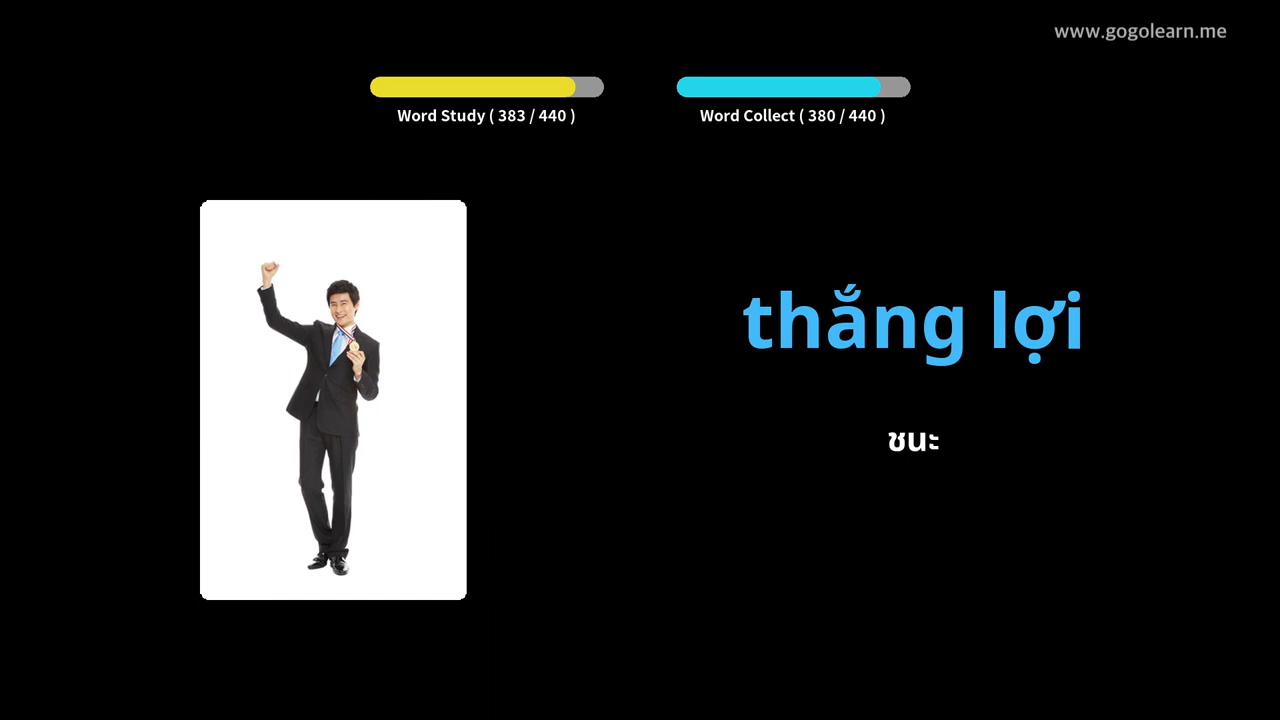 www.gogolearn.me
Word Study ( 383 / 440 )
Word Collect ( 380 / 440 )
thắng lợi
ชนะ